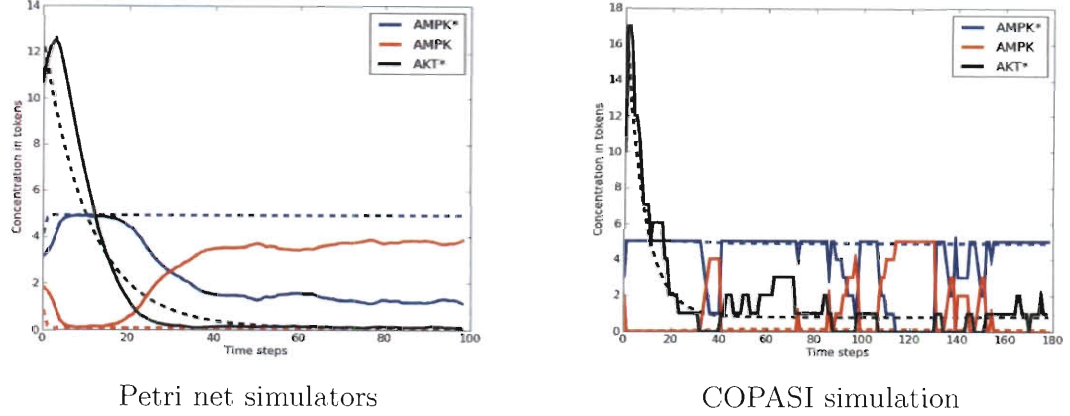 14
12
10
8
6
4
2
0
Concentration in tokens
AMPK*
AMPK
AKT*
0 20 40 60 80 100
Time steps
Petri net simulators
18
16
14
12
10
8
6
4
2
0
Concentration in tokens
AMPK*
AMPK
AKT*
0 20 40 60 80 100 120 140 160 180
Time steps
COPASI simulation